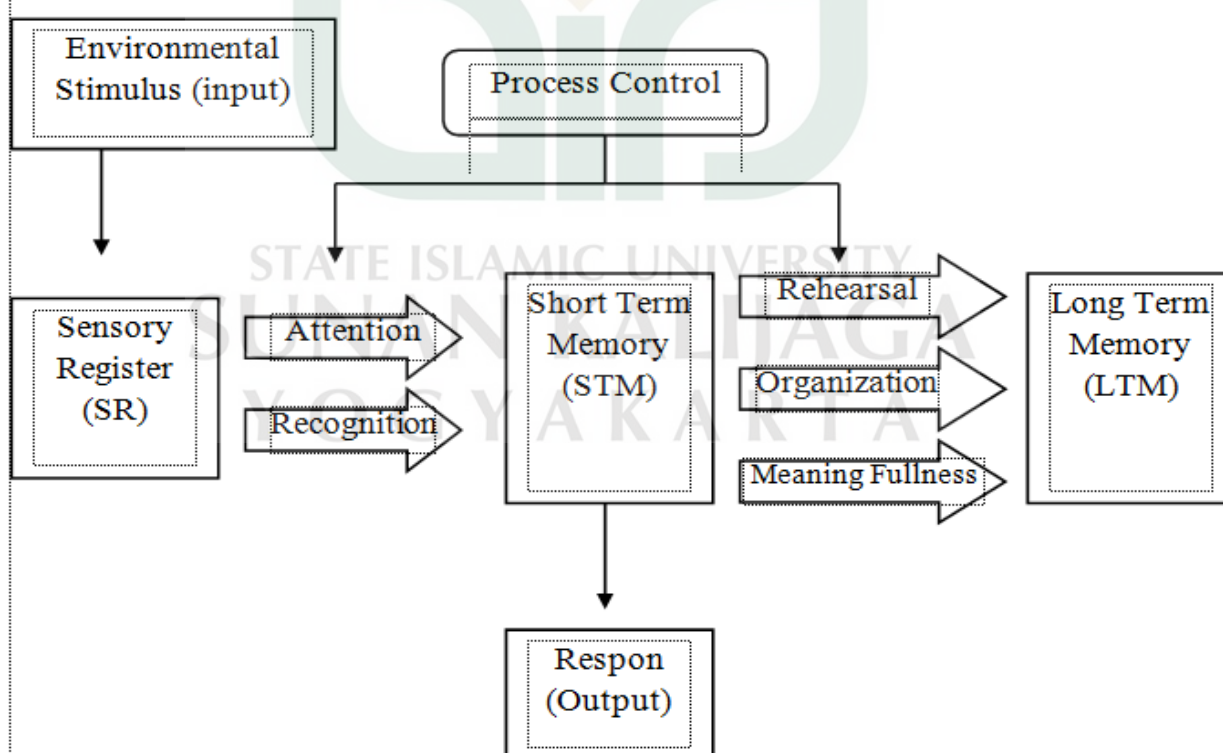 Environmental
Stimulus (input)
Process Control
STATE ISLAMIC UNIVERSITY
SUNAN KALIJAGA
YOGYAKARTA
Sensory
Register
(SR)
Attention
Recognition
Short Term
Memory
(STM)
Rehearsal
Organization
Meaning Fullness
Long Term
Memory
(LTM)
Respon
(Output)